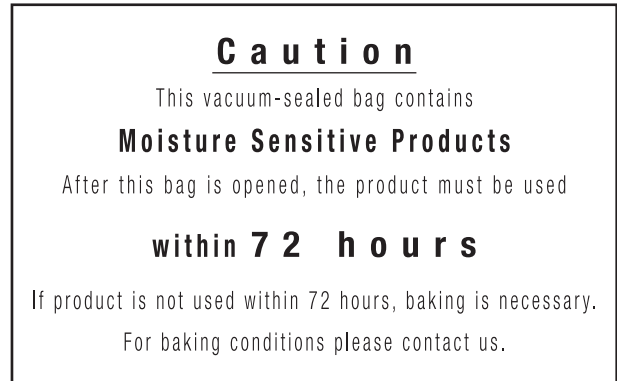 Caution
This vacuum-sealed bag contains
Moisture Sensitive Products
After this bag is opened, the product must be used
within 72 hours
If product is not used within 72 hours, baking is necessary.
For baking conditions please contact us.